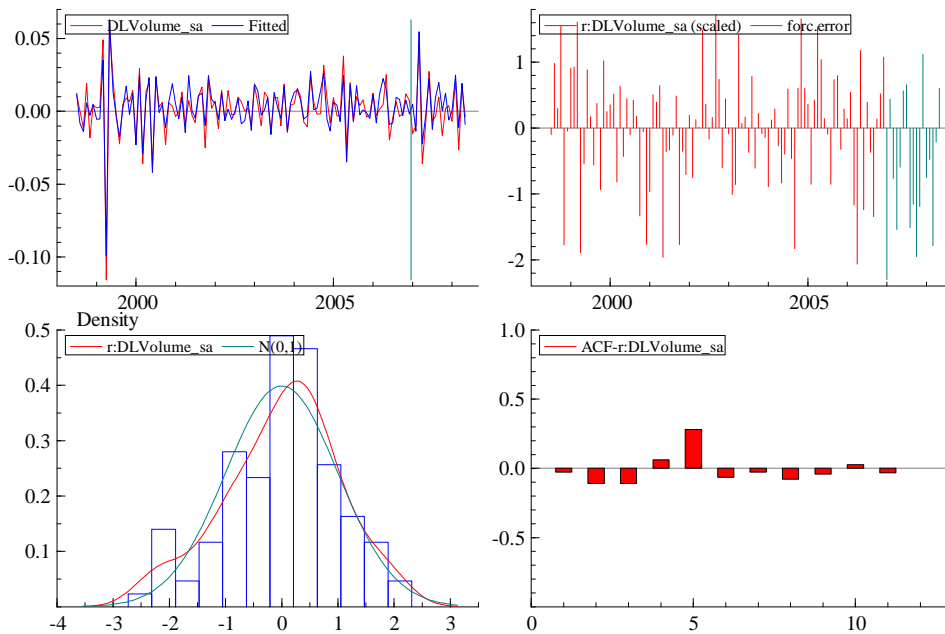 DLVolume_sa Fitted
0.05
0.00
-0.05
-0.10
2000 2005
r:DLVolume_sa (scaled) forc.error
1
0
-1
-2
2000 2005
Density
r:DLVolume_sa N(0,1)
0.5
0.4
0.3
0.2
0.1
-4 -3 -2 -1 0 1 2 3
ACF-r:DLVolume_sa
1.0
0.5
0.0
-0.5
0 5 10